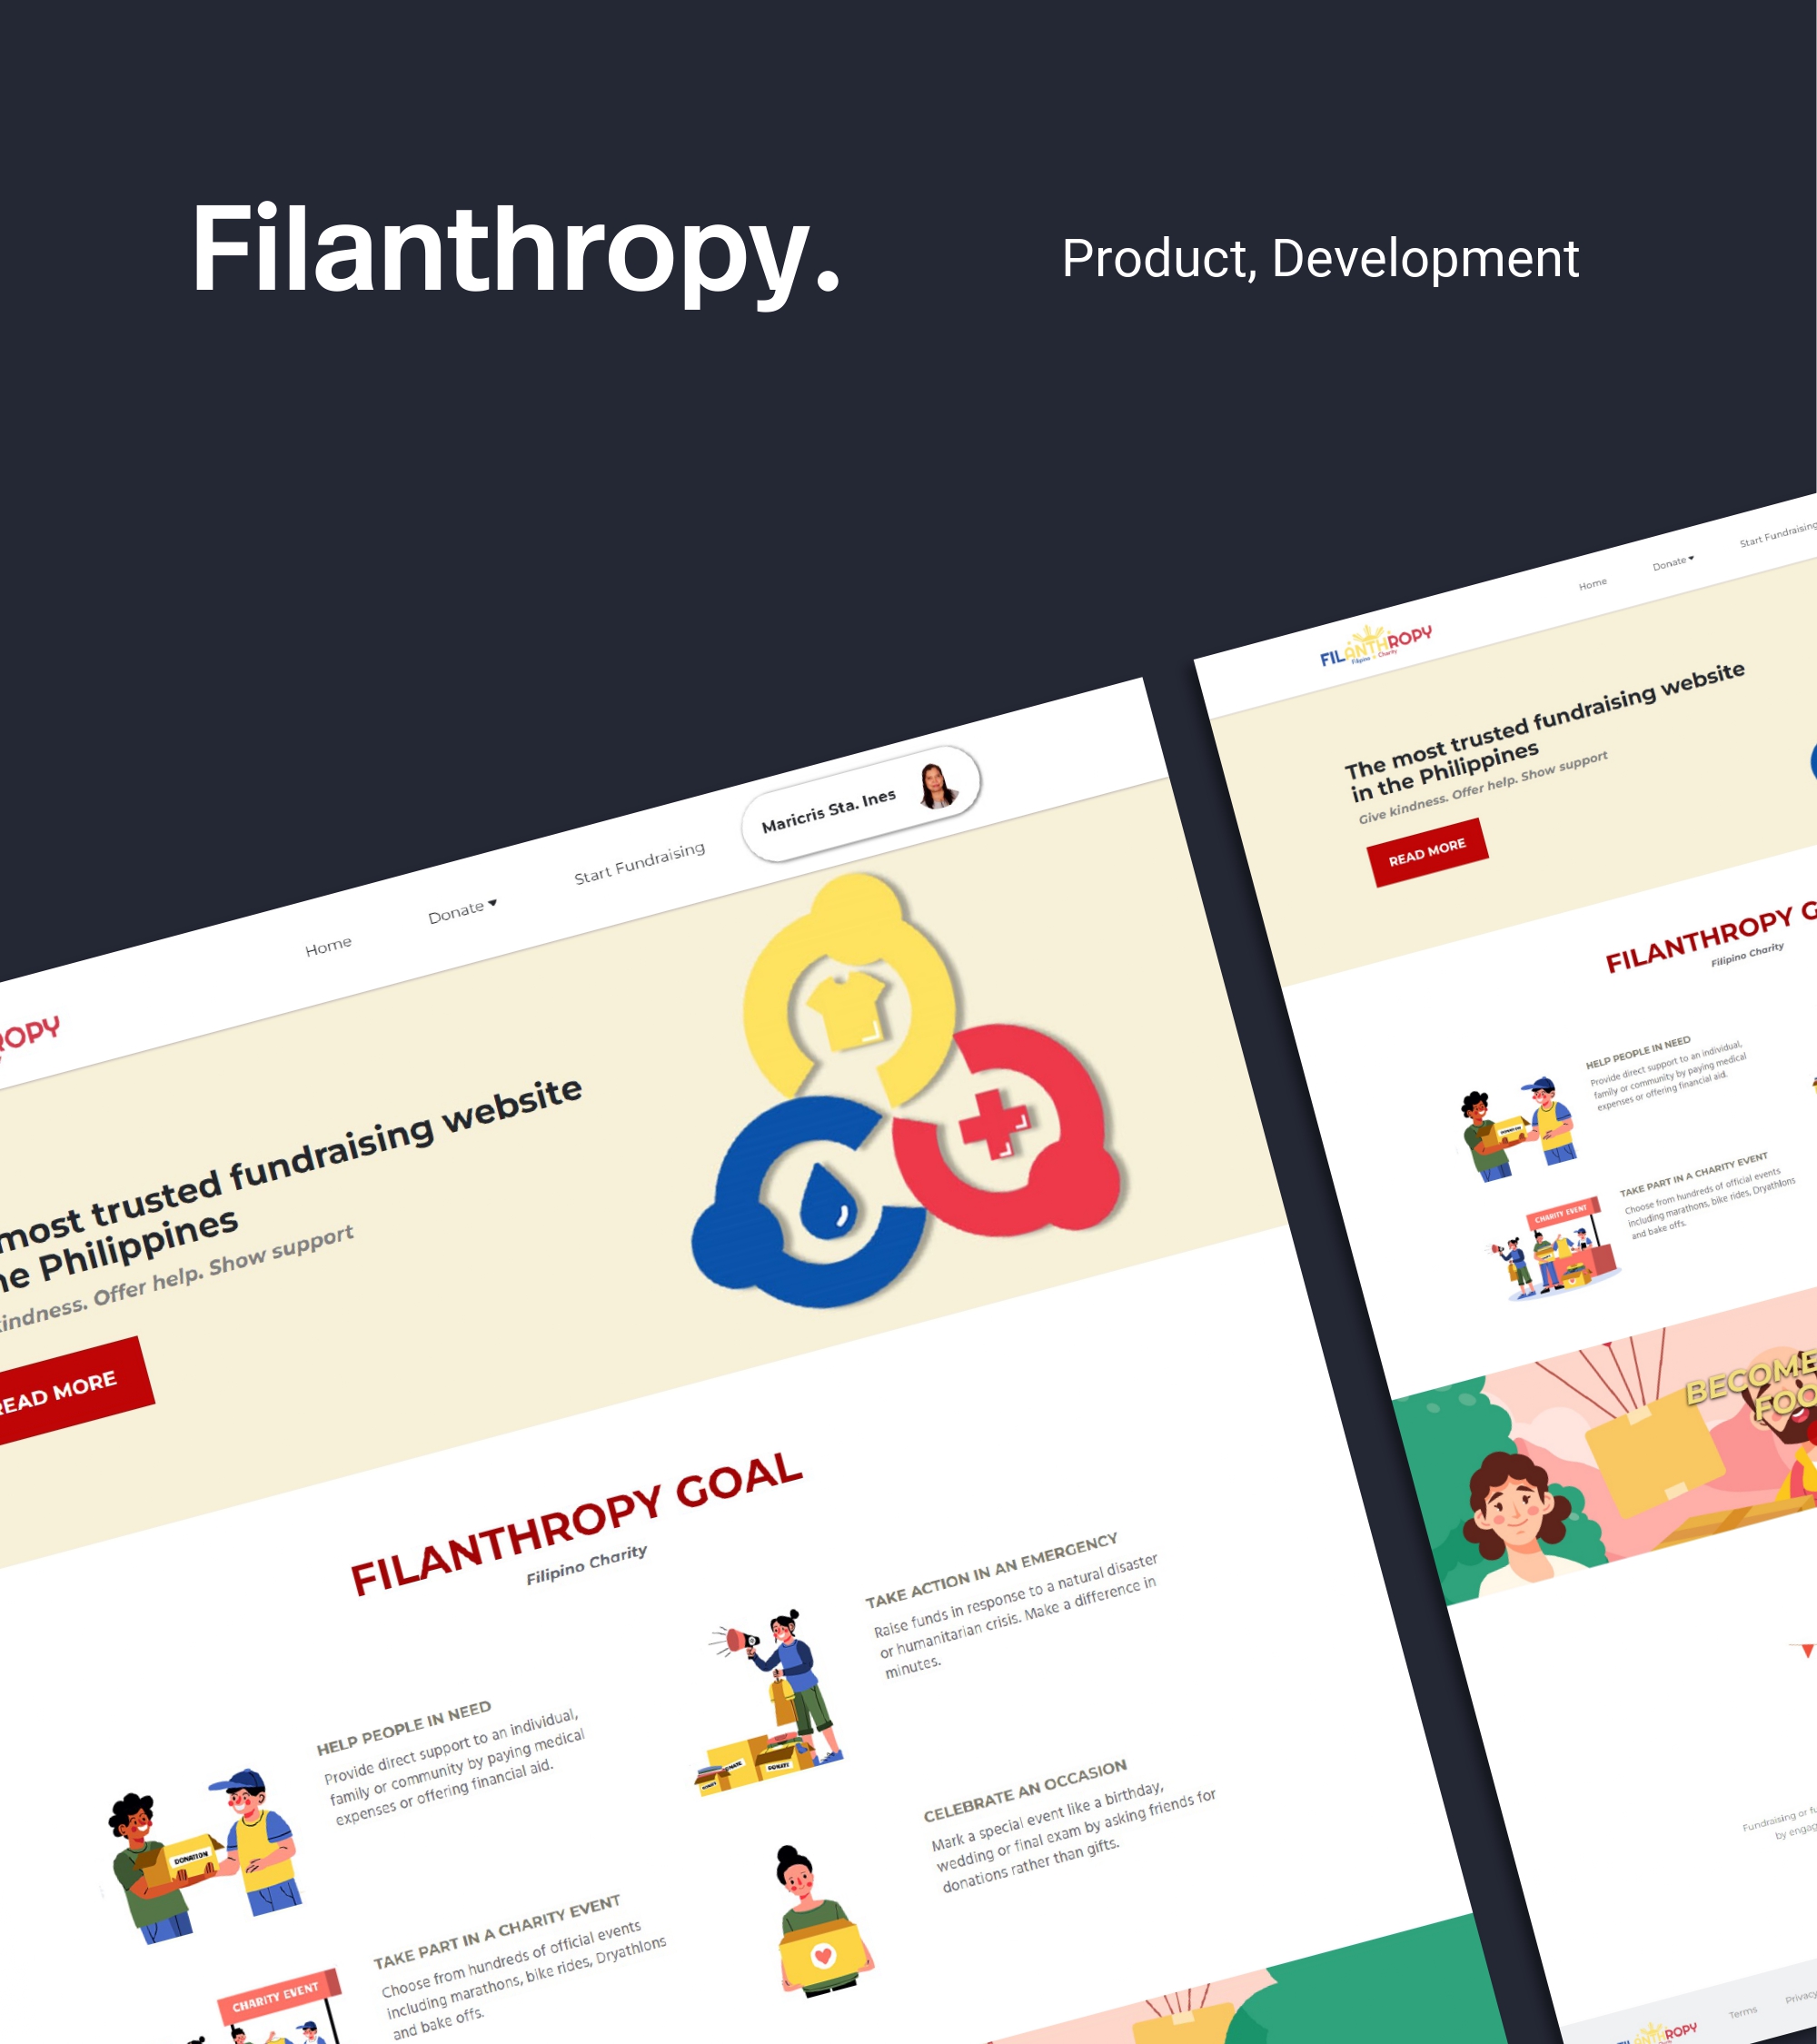 Filanthropy.
Product, Development
ROPY
Home
Donate
Start Fundraising
Maricris Sta. Ines
most trusted fundraising website
Philippines
kindness. Offer help. Show support
READ MORE
FILANTHROPY GOAL
Filipino Charity
HELP PEOPLE IN NEED
Provide direct support to an individual,
family or community by paying medical
expenses or offering financial aid.
DONATION
TAKE ACTION IN AN EMERGENCY
Raise funds in response to a natural disaster
or humanitarian crisis. Make a difference in
minutes.
DONATE
TAKE PART IN A CHARITY EVENT
Choose from hundreds of official events
including marathons, bike rides, Dryathlons
and bake offs.
CHARITY EVENT
CELEBRATE AN OCCASION
Mark a special event like a birthday,
wedding or final exam by asking friends for
donations rather than gifts.
FILANTHROPY
Filipino Charity
Home
Donate
Start Fundraising
The most trusted fundraising website
in the Philippines
Give kindness. Offer help. Show support
READ MORE
FILANTHROPY G
Filipino Charity
HELP PEOPLE IN NEED
Provide direct support to an individual,
family or community by paying medical
expenses or offering financial aid.
DONATION
TAKE PART IN A CHARITY EVENT
Choose from hundreds of official events
including marathons, bike rides, Dryathlons
and bake offs.
CHARITY EVENT
BECOME
FOO
Fundraising or fu
by engag
FILANTHROPY
Terms
Privacy